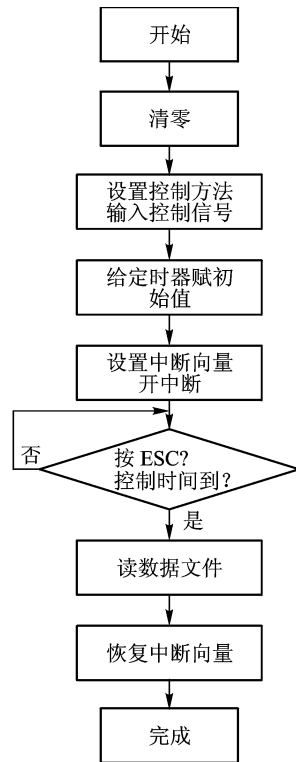 开始
清零
设置控制方法
输入控制信号
给定时器赋初
始值
设置中断向量
开中断
否
按 ESC?
控制时间到？
是
读数据文件
恢复中断向量
完成